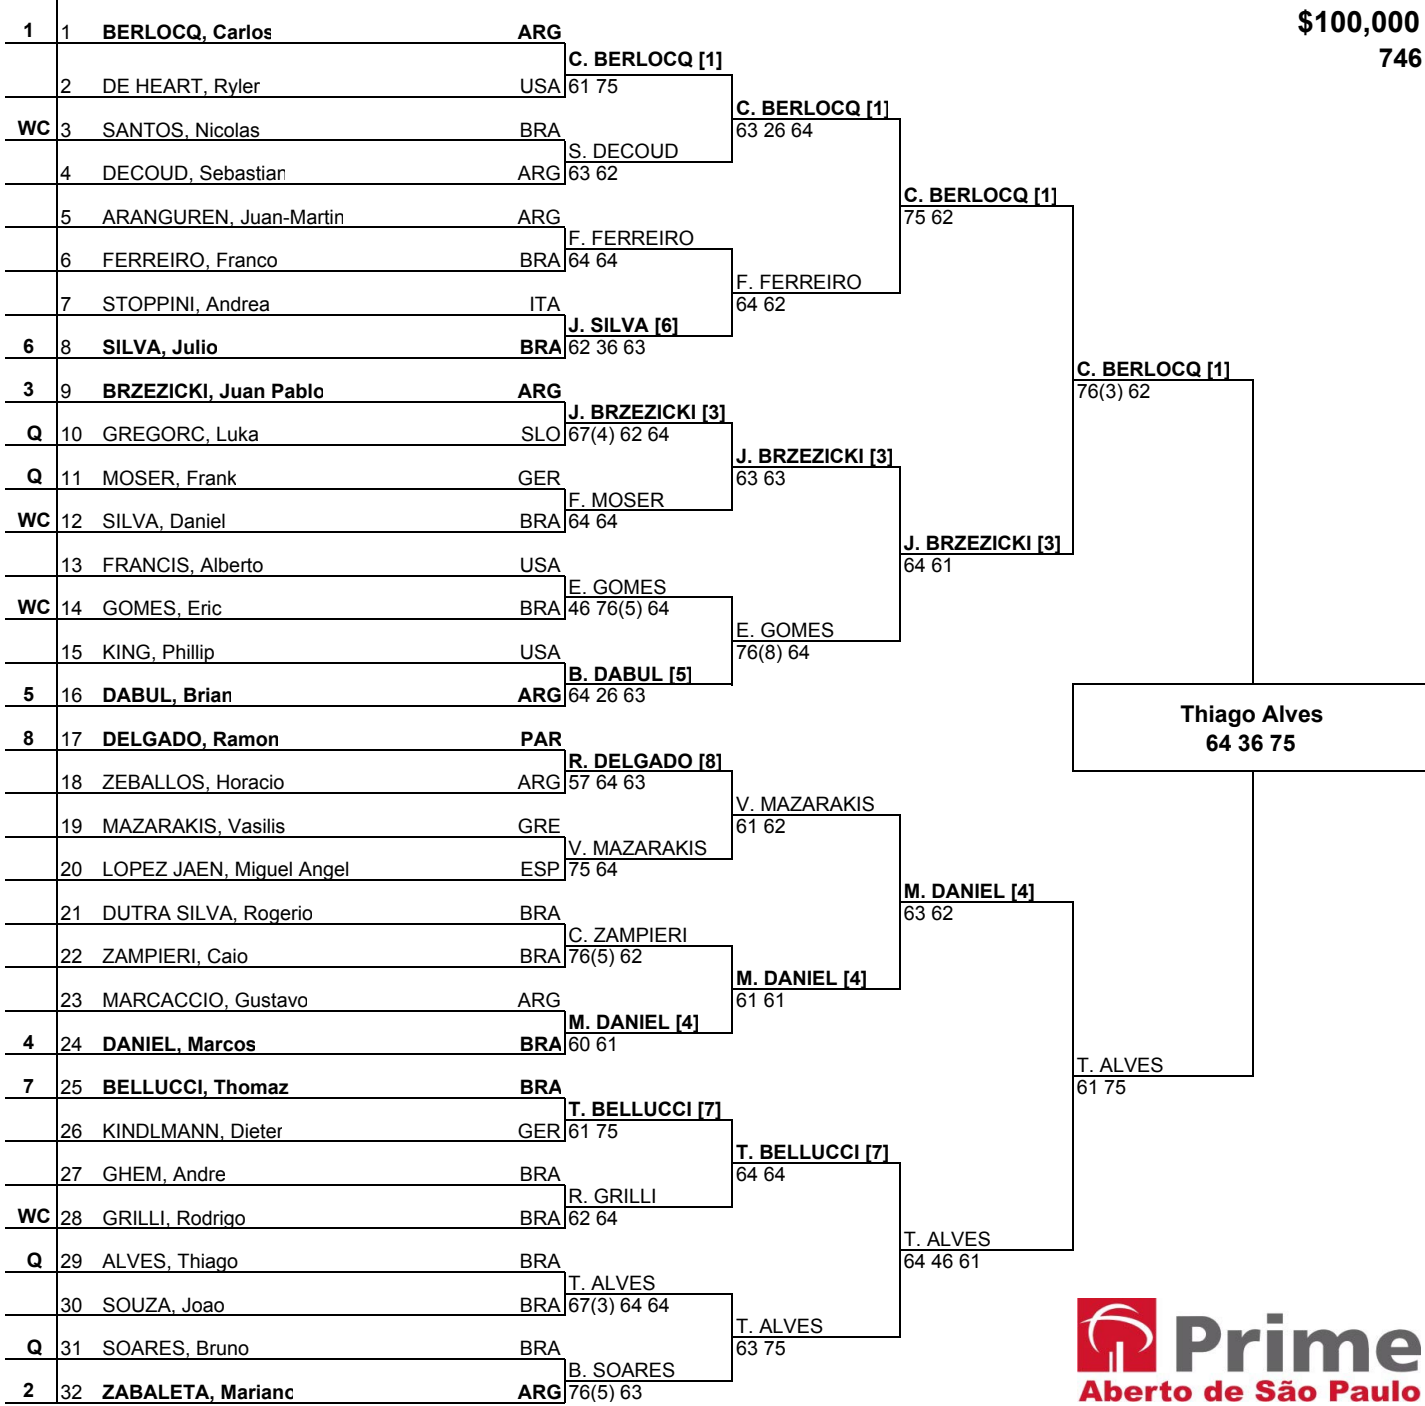 $100,000
746
1 1 BERLOCQ, Carlos ARG
C. BERLOCQ [1]
2 DE HEART, Ryler USA 61 75
C. BERLOCQ [1]
WC 3 SANTOS, Nicolas BRA 63 26 64
S. DECOUD
4 DECOUD, Sebastian ARG 63 62
C. BERLOCQ [1]
5 ARANGUREN, Juan-Martin ARG 75 62
F. FERREIRO
6 FERREIRO, Franco BRA 64 64
F. FERREIRO
7 STOPPINI, Andrea ITA 64 62
J. SILVA [6]
6 8 SILVA, Julio BRA 62 36 63
C. BERLOCQ [1]
3 9 BRZEZICKI, Juan Pablo ARG 76(3) 62
J. BRZEZICKI [3]
Q 10 GREGORC, Luka SLO 67(4) 62 64
J. BRZEZICKI [3]
Q 11 MOSER, Frank GER 63 63
F. MOSER
WC 12 SILVA, Daniel BRA 64 64
J. BRZEZICKI [3]
13 FRANCIS, Alberto USA 64 61
E. GOMES
WC 14 GOMES, Eric BRA 46 76(5) 64
E. GOMES
15 KING, Phillip USA 76(8) 64
B. DABUL [5]
5 16 DABUL, Brian ARG 64 26 63
Thiago Alves
8 17 DELGADO, Ramon PAR 64 36 75
R. DELGADO [8]
18 ZEBALLOS, Horacio ARG 57 64 63
V. MAZARAKIS
19 MAZARAKIS, Vasilis GRE 61 62
V. MAZARAKIS
20 LOPEZ JAEN, Miguel Angel ESP 75 64
M. DANIEL [4]
21 DUTRA SILVA, Rogerio BRA 63 62
C. ZAMPIERI
22 ZAMPIERI, Caio BRA 76(5) 62
M. DANIEL [4]
23 MARCACCIO, Gustavo ARG 61 61
M. DANIEL [4]
4 24 DANIEL, Marcos BRA 60 61
T. ALVES
7 25 BELLUCCI, Thomaz BRA 61 75
T. BELLUCCI [7]
26 KINDLMANN, Dieter GER 61 75
T. BELLUCCI [7]
27 GHEM, Andre BRA 64 64
R. GRILLI
WC 28 GRILLI, Rodrigo BRA 62 64
T. ALVES
Q 29 ALVES, Thiago BRA 64 46 61
T. ALVES
30 SOUZA, Joao BRA 67(3) 64 64
T. ALVES
Q 31 SOARES, Bruno BRA 63 75
B. SOARES
2 32 ZABALETA, Mariano ARG 76(5) 63
Prime
Aberto de São Paulo